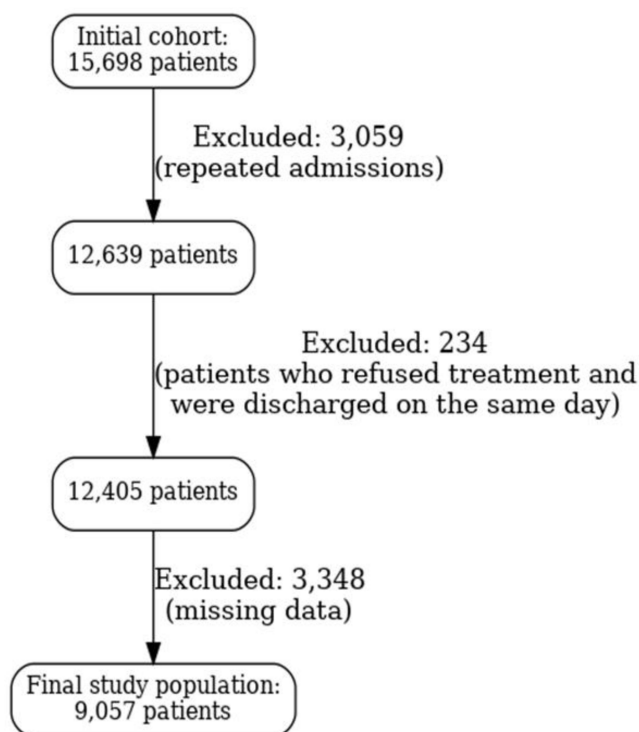 Initial cohort:
15,698 patients
Excluded: 3,059
(repeated admissions)
12,639 patients
Excluded: 234
(patients who refused treatment and
were discharged on the same day)
12,405 patients
Excluded: 3,348
(missing data)
Final study population:
9,057 patients